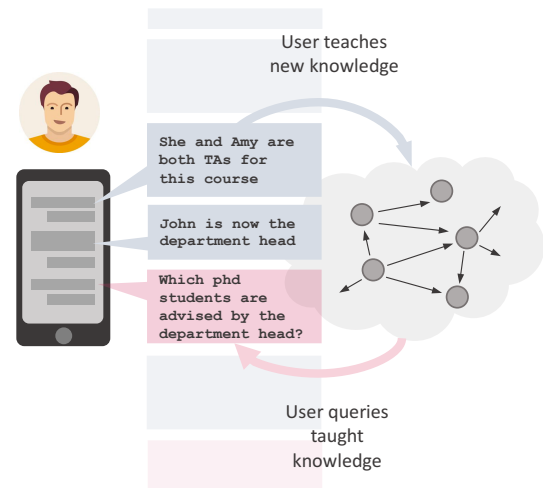 User teaches
new knowledge
She and Amy are
both TAs for
this course
John is now the
department head
Which phd
students are
advised by the
department head?
User queries
taught
knowledge